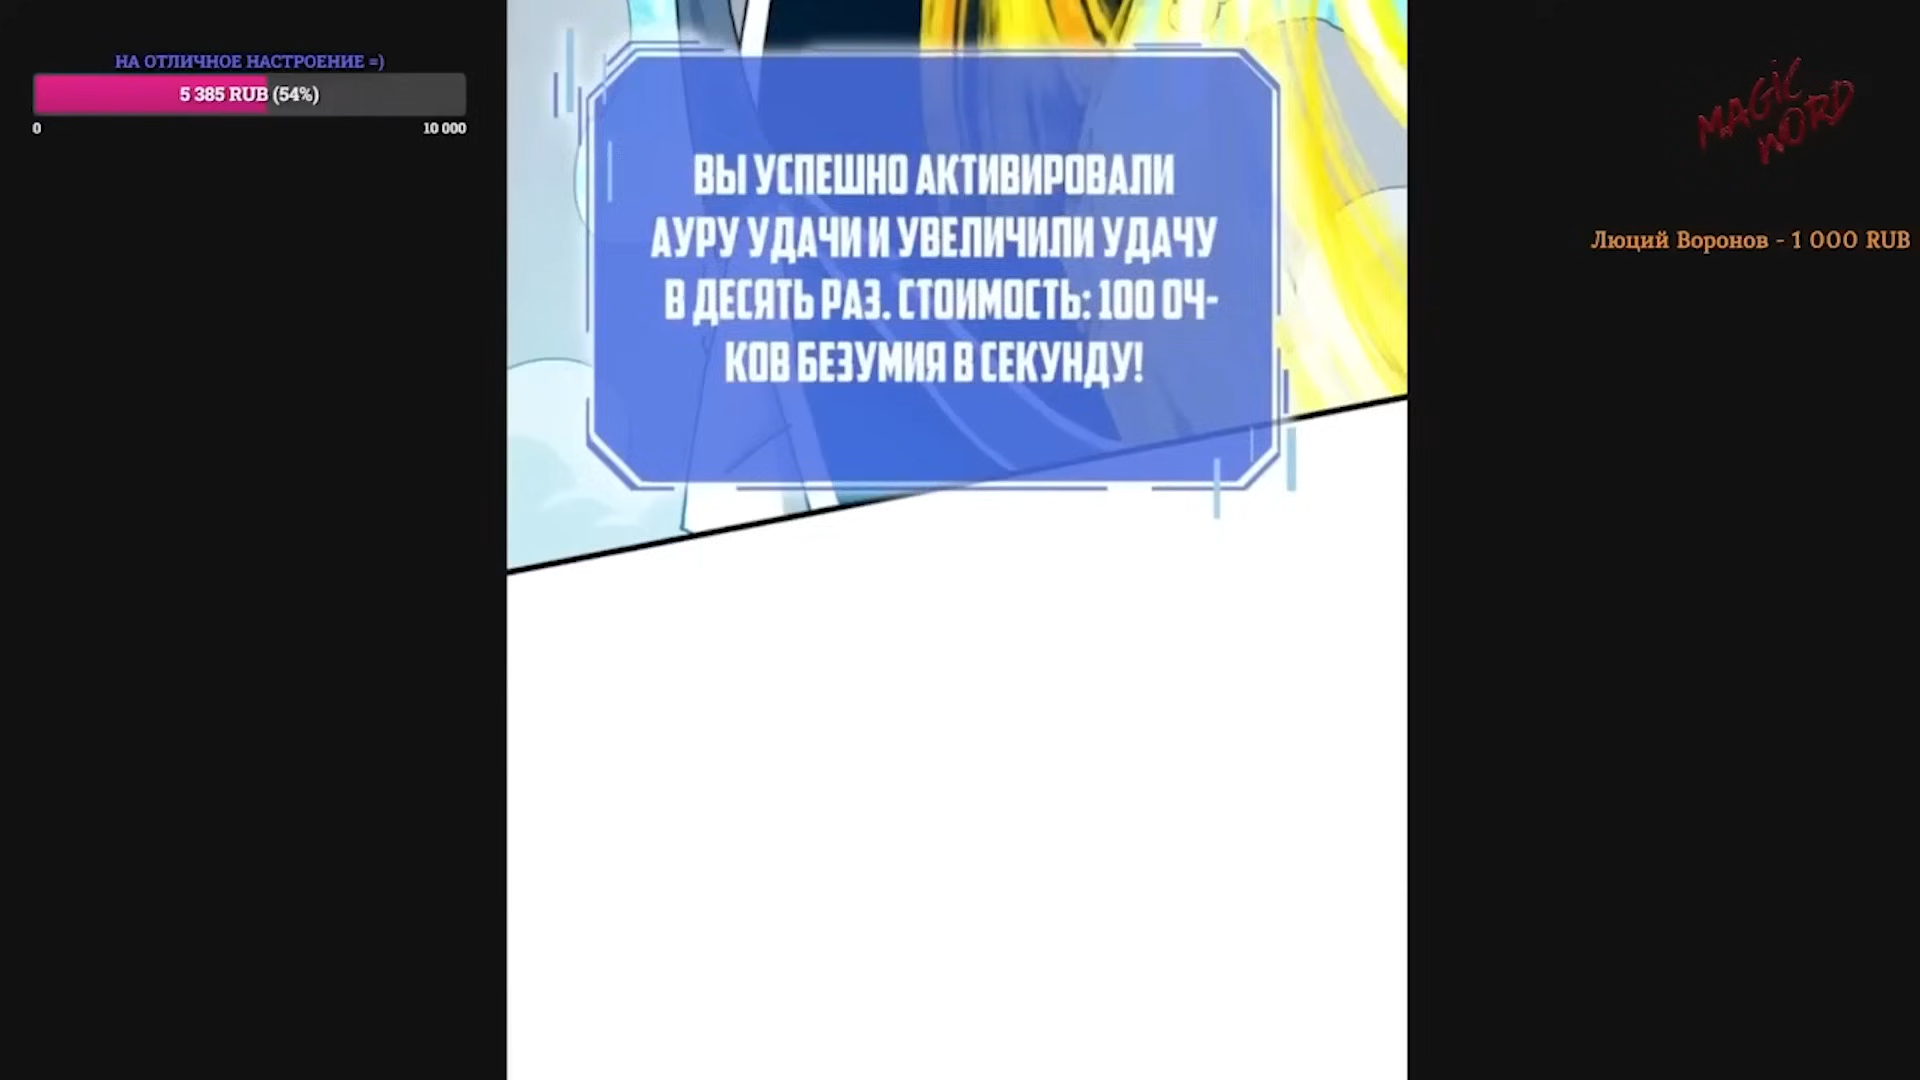 НА ОТЛИЧНОЕ НАСТРОЕНИЕ =)
5 385 RUB (54%)
0
10 000
ВЫ УСПЕШНО АКТИВИРОВАЛИ
АУРУ УДАЧИ И УВЕЛИЧИЛИ УДАЧУ
В ДЕСЯТЬ РАЗ. СТОИМОСТЬ: 100 ОЧ-
КОВ БЕЗУМИЯ В СЕКУНДУ!
MAGIC
WORD
Люций Воронов - 1 000 RUB